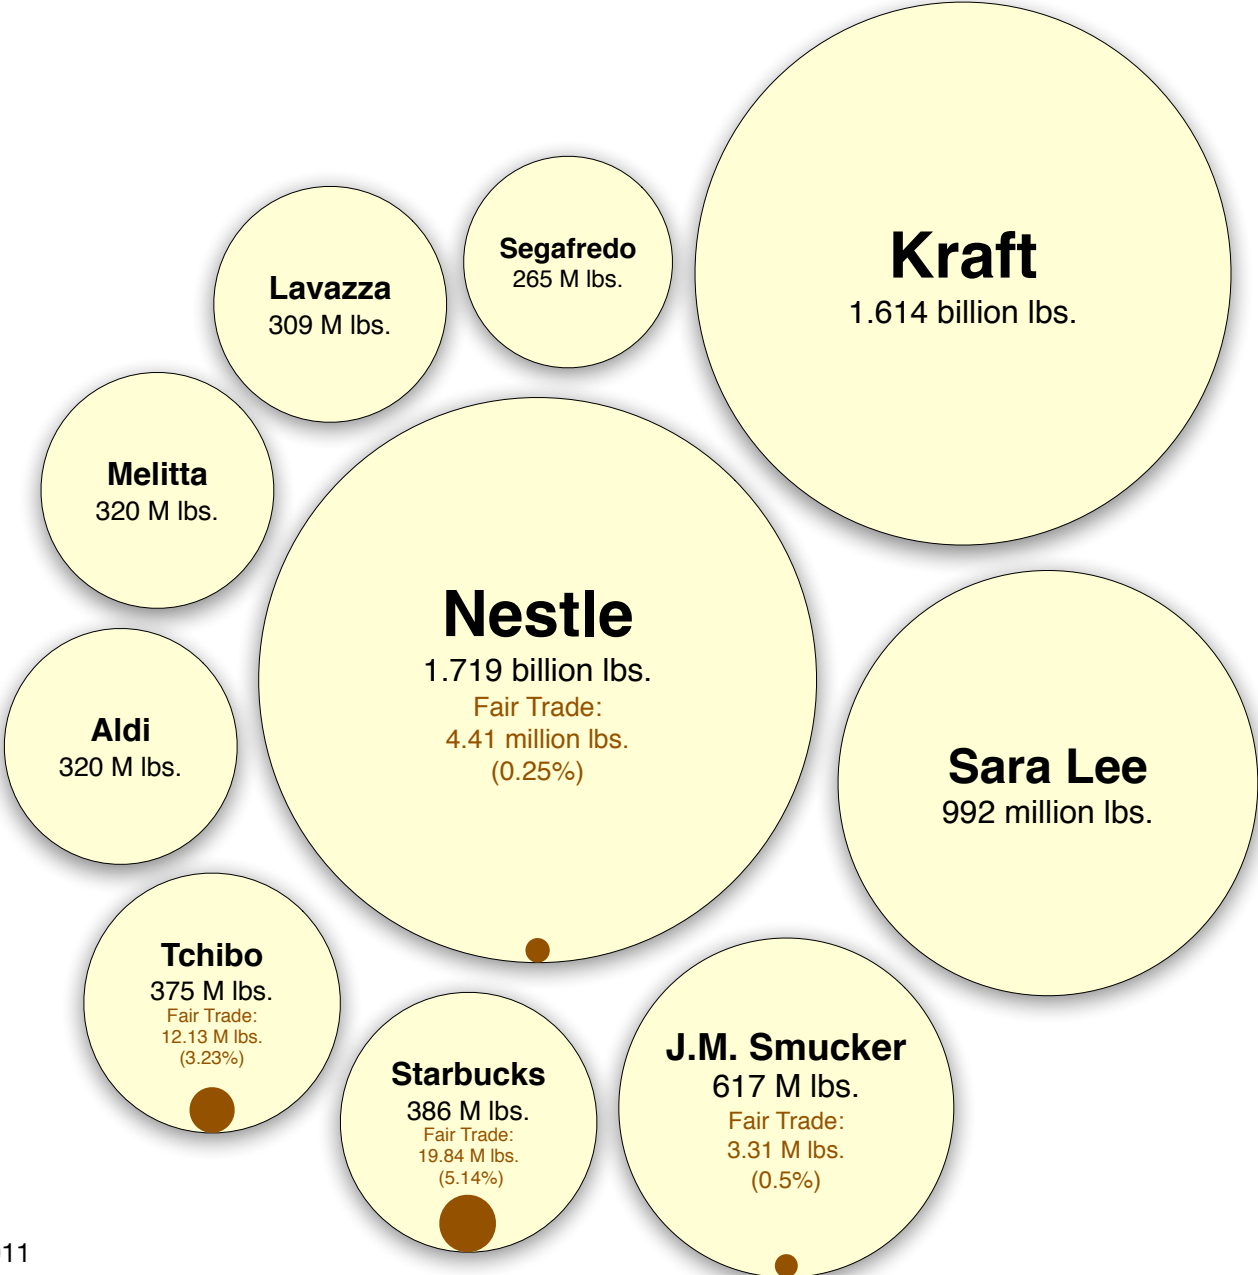 Kraft
1.614 billion lbs.
Segafredo
265 M lbs.
Lavazza
309 M lbs.
Melitta
320 M lbs.
Nestle
1.719 billion lbs.
Fair Trade:
4.41 million lbs.
(0.25%)
Aldi
320 M lbs.
Sara Lee
992 million lbs.
Tchibo
375 M lbs.
Fair Trade:
12.13 M lbs.
(3.23%)
Starbucks
386 M lbs.
Fair Trade:
19.84 M lbs.
(5.14%)
J.M. Smucker
617 M lbs.
Fair Trade:
3.31 M lbs.
(0.5%)
11